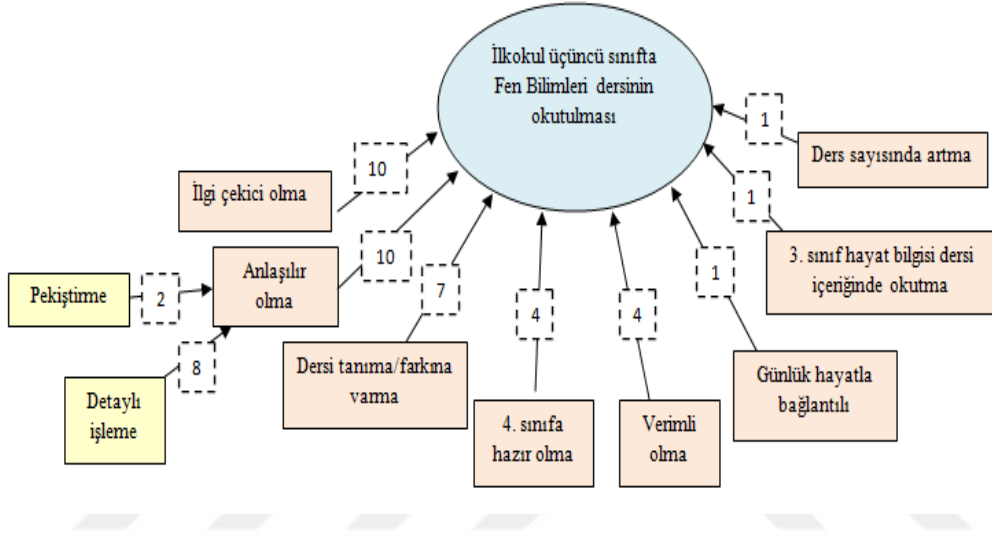 İlkokul üçüncü sınıfta
Fen Bilimleri dersinin
okutulması
1
Ders sayısında artma
10
İlgi çekici olma
1
3. sınıf hayat bilgisi dersi
içeriğinde okutma
10
Anlaşılır
olma
Pekiştirme
2
8
Detaylı
işleme
7
Dersi tanıma/farkına
varma
4
4. sınıfa
hazır olma
4
Verimli
olma
1
Günlük hayatla
bağlantılı